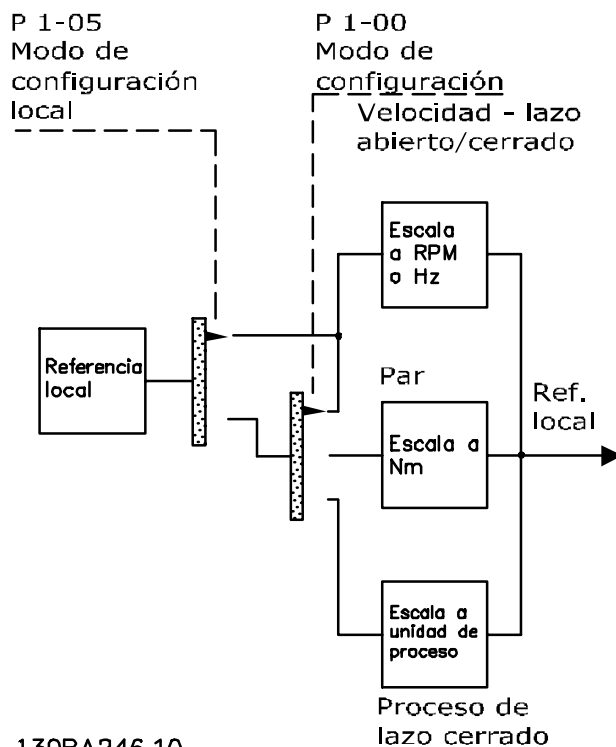 P 1-05
Modo de
configuración
local
P 1-00
Modo de
configuración
Velocidad - lazo
abierto/cerrado
Escala
a RPM
o Hz
Referencia
local
Par
Escala a
Nm
Ref.
local
Escala a
unidad de
proceso
Proceso de
lazo cerrado
130BA246.10